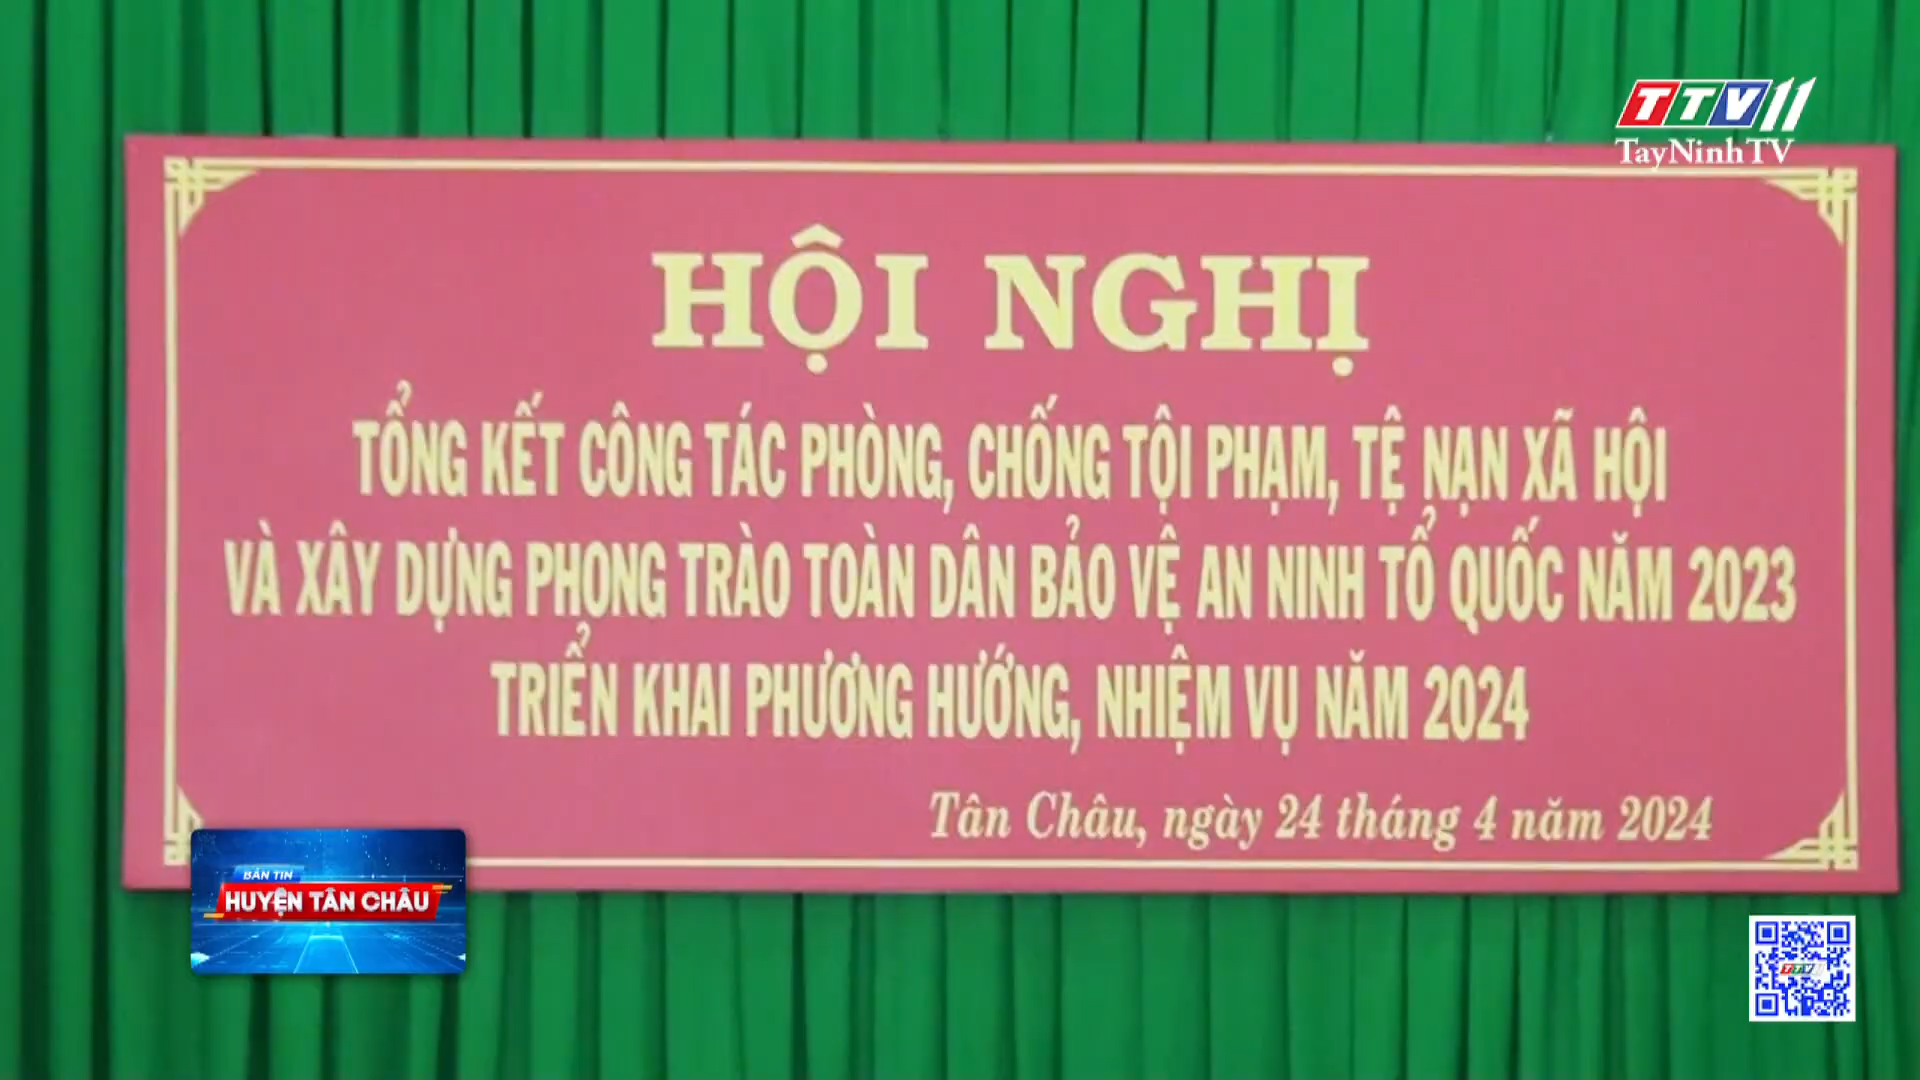 TTV11
TayNinhTV
HỘI NGHỊ
TỔNG KẾT CÔNG TÁC PHÒNG, CHỐNG TỘI PHẠM, TỆ NẠN XÃ HỘI
VÀ XÂY DỰNG PHONG TRÀO TOÀN DÂN BẢO VỆ AN NINH TỔ QUỐC NĂM 2023
TRIỂN KHAI PHƯƠNG HƯỚNG, NHIỆM VỤ NĂM 2024
Tân Châu, ngày 24 tháng 4 năm 2024
BẢN TIN
HUYỆN TÂN CHÂU
TTV11